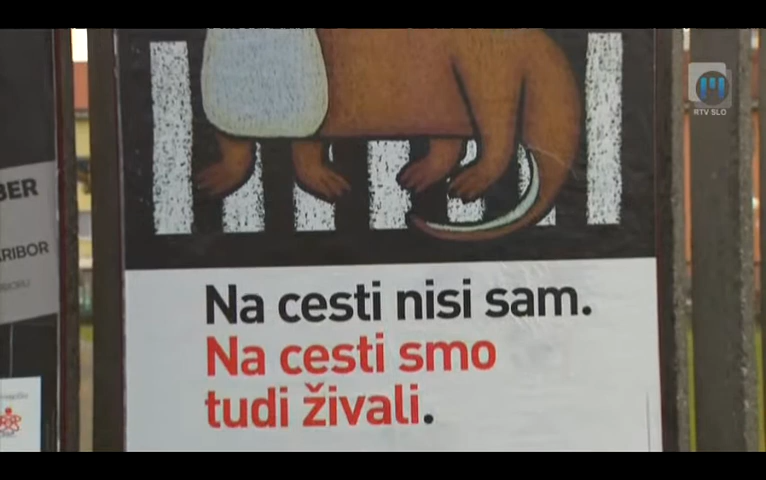 RTV SLO
BER
ARIBOR
Na cesti nisi sam.
Na cesti smo
tudi živali.